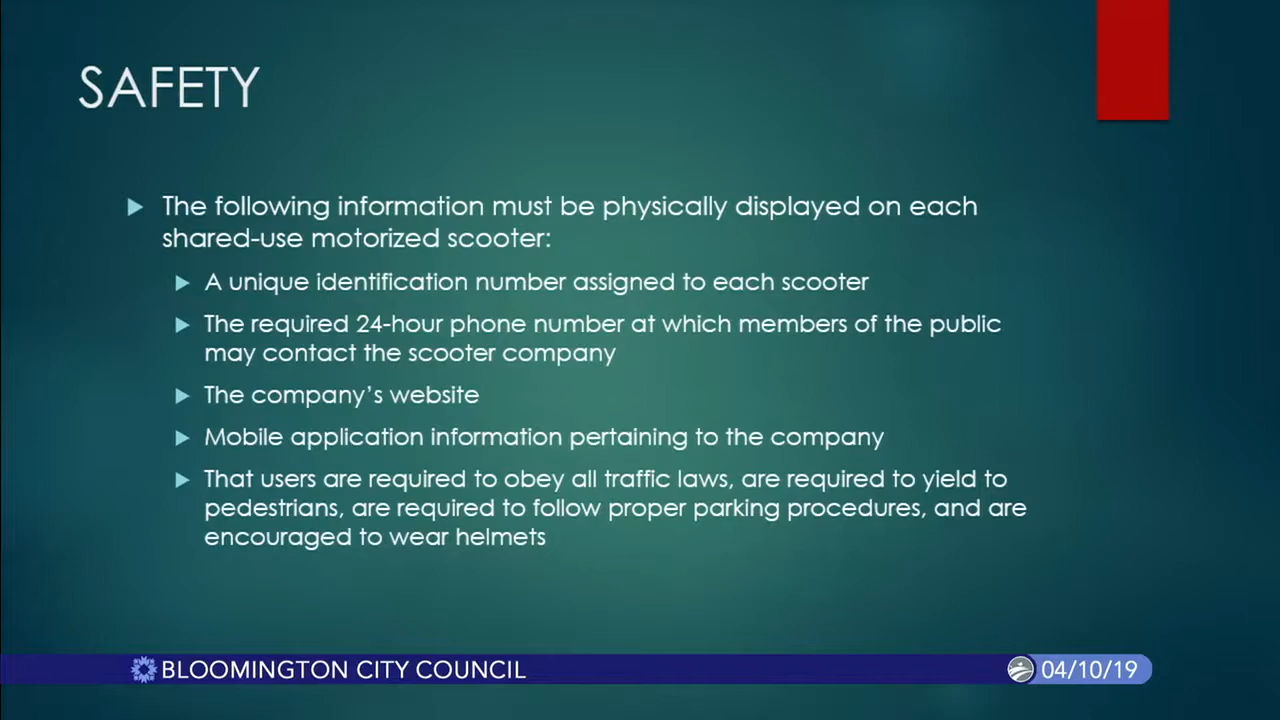 SAFETY
The following information must be physically displayed on each
shared-use motorized scooter:
A unique identification number assigned to each scooter
The required 24-hour phone number at which members of the public
may contact the scooter company
The company’s website
Mobile application information pertaining to the company
That users are required to obey all traffic laws, are required to yield to
pedestrians, are required to follow proper parking procedures, and are
encouraged to wear helmets
BLOOMINGTON CITY COUNCIL
04/10/19